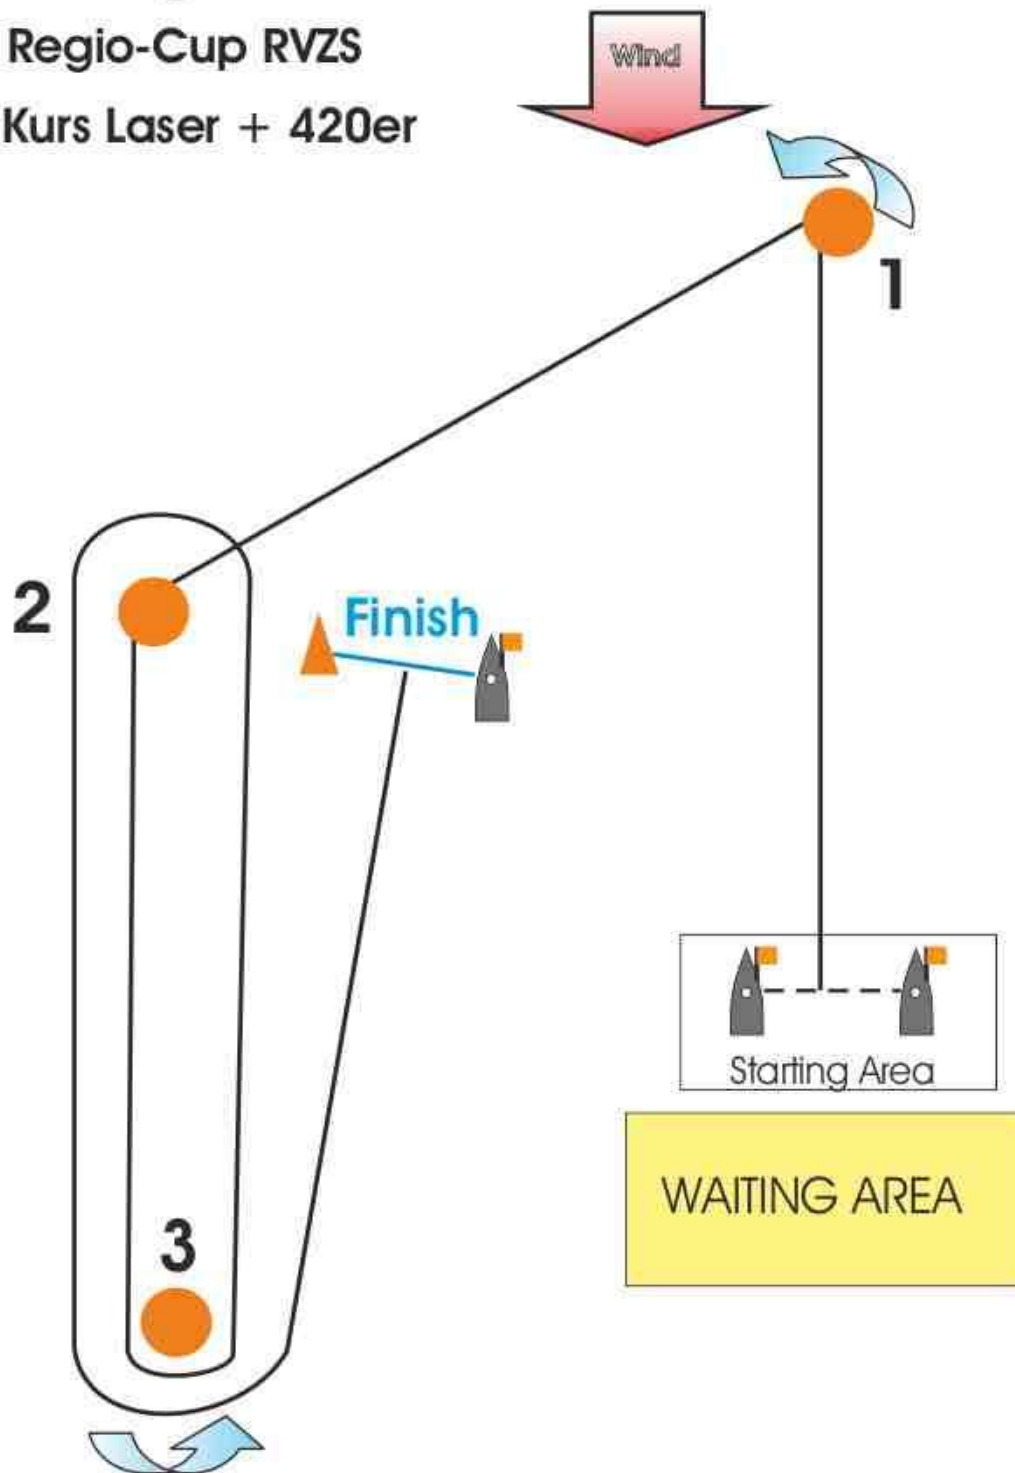 Regio-Cup RVZS
Kurs Laser + 420er
Wind
1
2
Finish
Starting Area
WAITING AREA
3